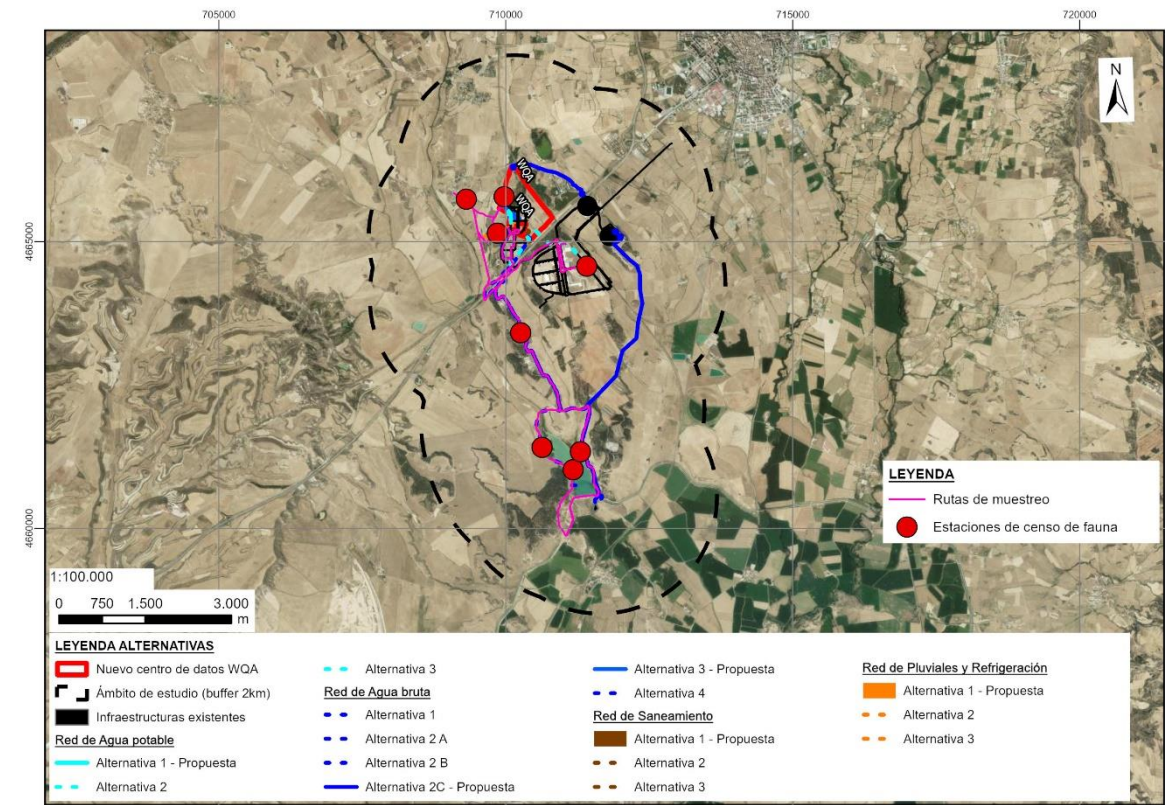 705000 710000 715000 720000
N
WQA
WQA
4665000
4660000
LEYENDA
Rutas de muestreo
Estaciones de censo de fauna
1:100.000
0 750 1.500 3.000
m
LEYENDA ALTERNATIVAS
Nuevo centro de datos WQA
Ámbito de estudio (buffer 2km)
Infraestructuras existentes
Red de Agua potable
Alternativa 1 - Propuesta
Alternativa 2
Alternativa 3
Red de Agua bruta
Alternativa 1
Alternativa 2 A
Alternativa 2 B
Alternativa 2C - Propuesta
Alternativa 3 - Propuesta
Alternativa 4
Red de Saneamiento
Alternativa 1 - Propuesta
Alternativa 2
Alternativa 3
Red de Pluviales y Refrigeración
Alternativa 1 - Propuesta
Alternativa 2
Alternativa 3